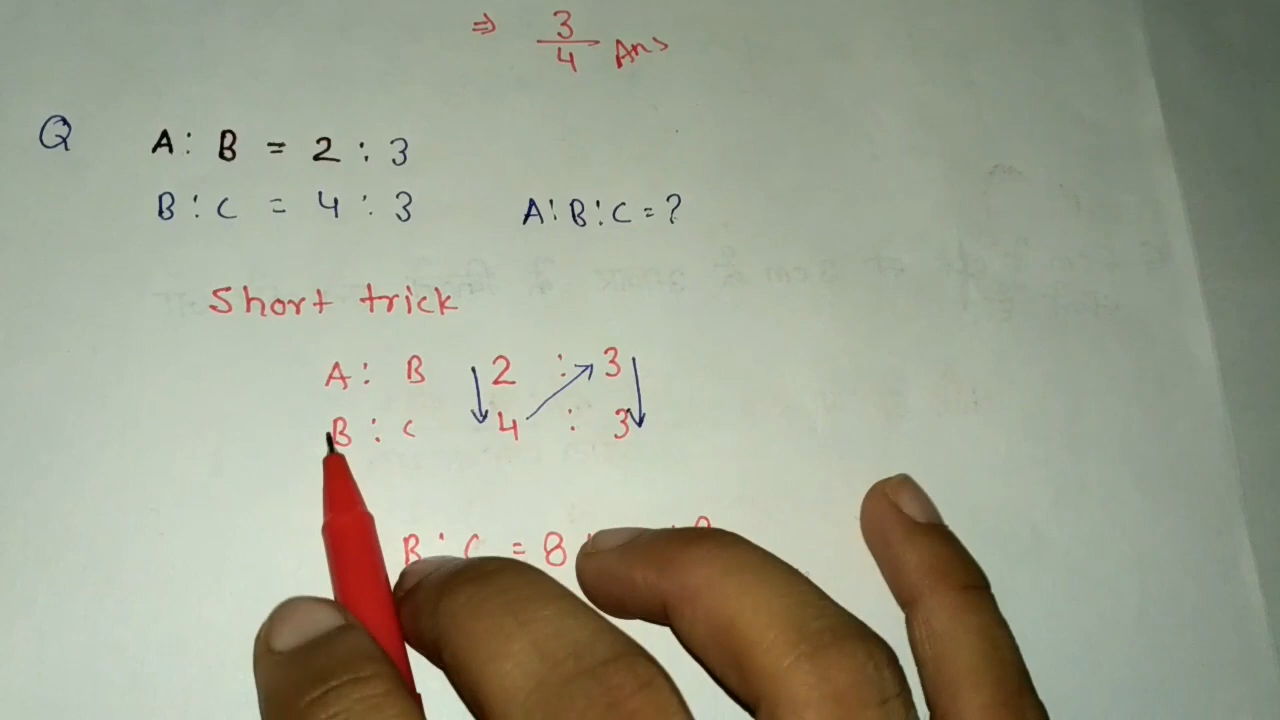 ⇒ 3/4 Ans
Q A : B = 2 : 3
B : C = 4 : 3 A : B : C = ?
Short trick
A : B 2 : 3
B : C 4 : 3
B : C = 8